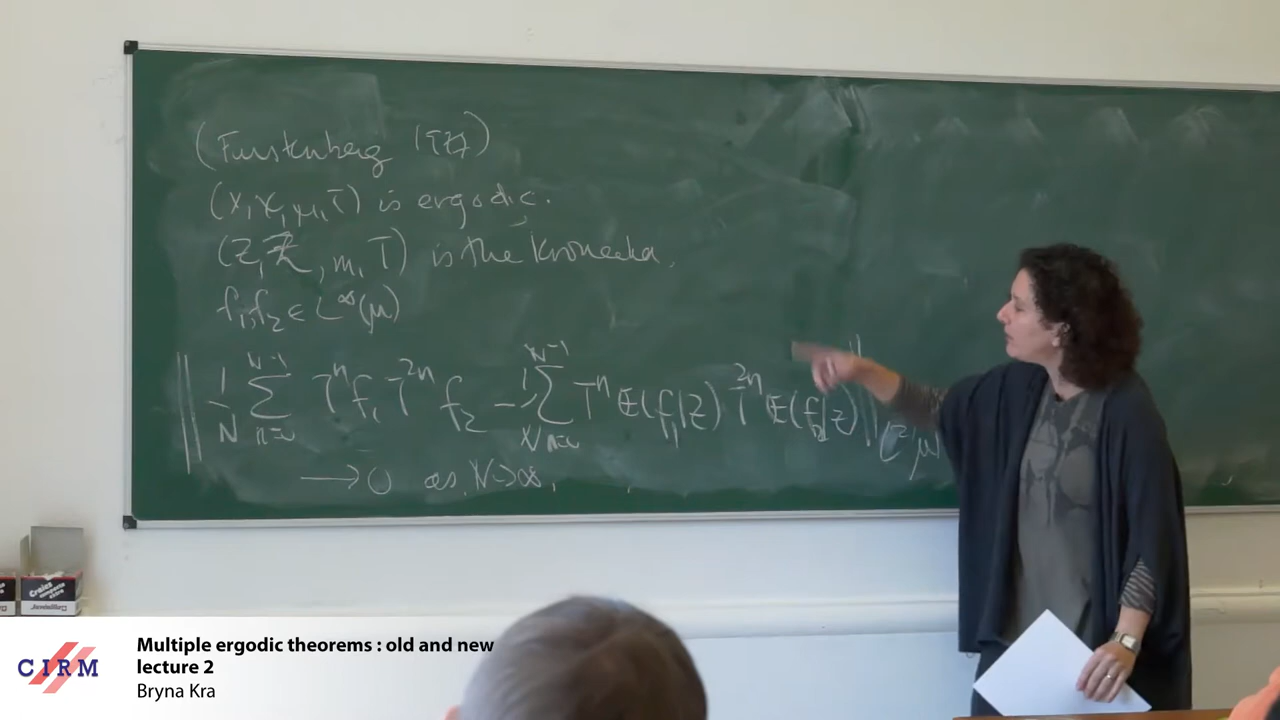 (Furstenberg 1977)
(X, 𝒳, μ, T) is ergodic.
(Z, 𝒵, m, T) is the Kronecker.
f₁, f₂ ∈ L^∞(μ)
‖ 1/N ∑_{n=0}^{N-1} T^n f₁ T^{2n} f₂ − 1/N ∑_{n=0}^{N-1} T^n 𝔼(f₁|Z) T^{2n} 𝔼(f₂|Z) ‖_{L²(μ)}
→ 0 as N→∞.
Craies
CIRM
Multiple ergodic theorems : old and new
lecture 2
Bryna Kra